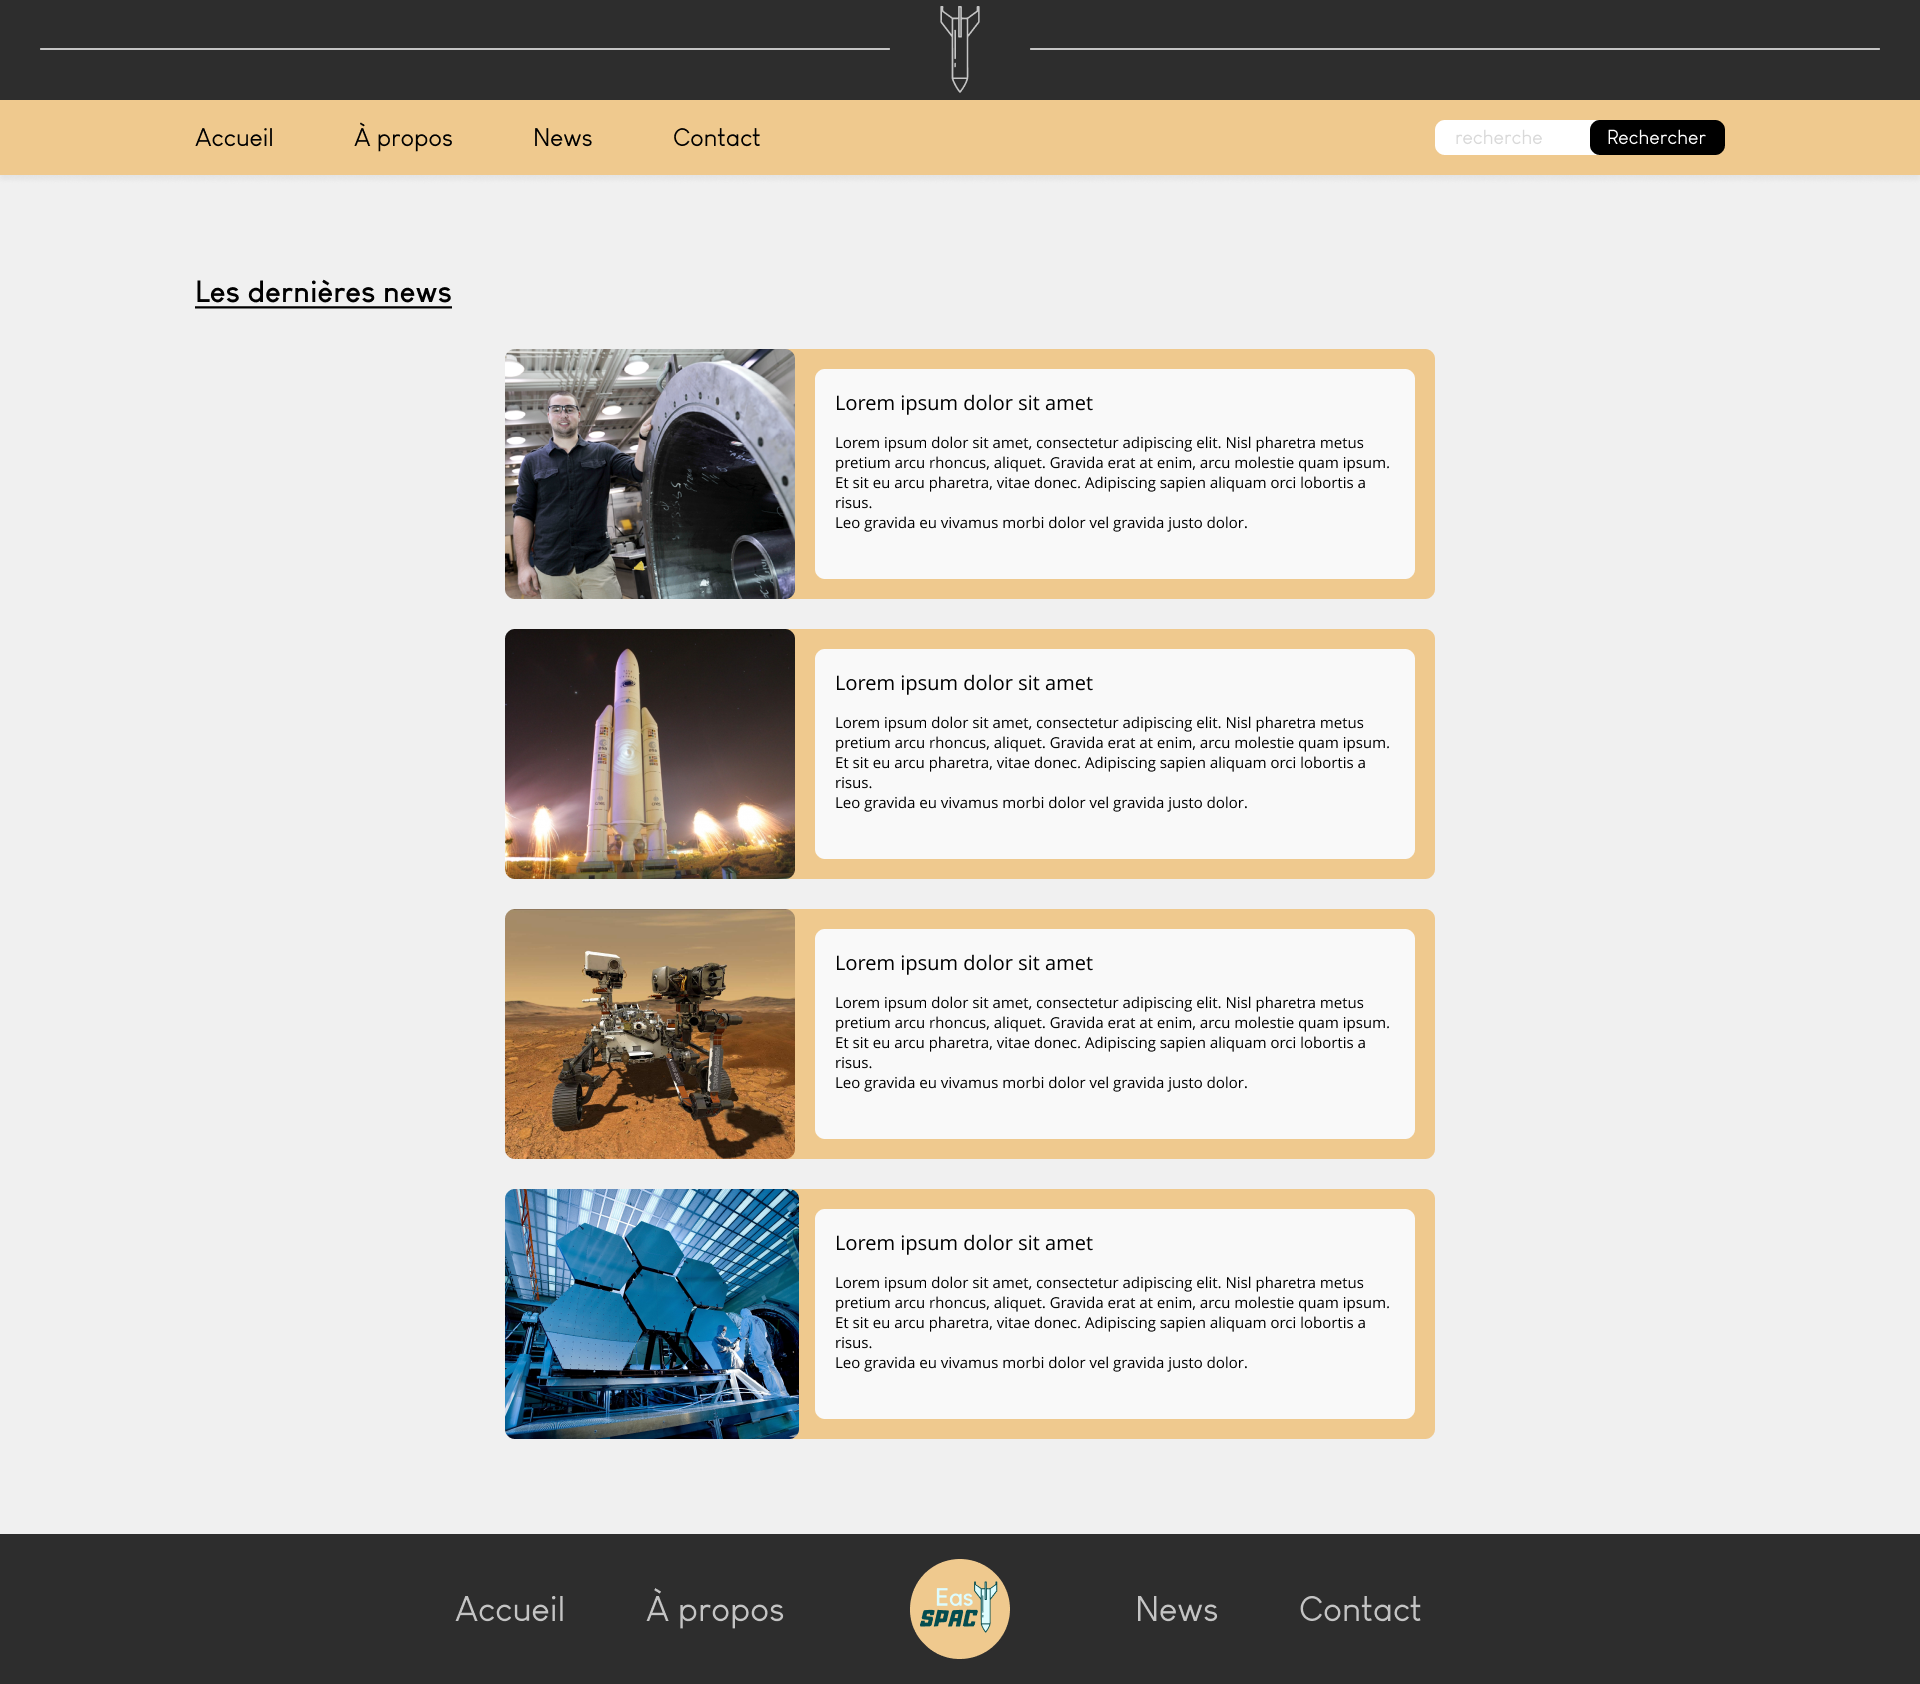 Accueil À propos News Contact recherche Rechercher
Les dernières news
Lorem ipsum dolor sit amet
Lorem ipsum dolor sit amet, consectetur adipiscing elit. Nisl pharetra metus
pretium arcu rhoncus, aliquet. Gravida erat at enim, arcu molestie quam ipsum.
Et sit eu arcu pharetra, vitae donec. Adipiscing sapien aliquam orci lobortis a
risus.
Leo gravida eu vivamus morbi dolor vel gravida justo dolor.
Lorem ipsum dolor sit amet
Lorem ipsum dolor sit amet, consectetur adipiscing elit. Nisl pharetra metus
pretium arcu rhoncus, aliquet. Gravida erat at enim, arcu molestie quam ipsum.
Et sit eu arcu pharetra, vitae donec. Adipiscing sapien aliquam orci lobortis a
risus.
Leo gravida eu vivamus morbi dolor vel gravida justo dolor.
Lorem ipsum dolor sit amet
Lorem ipsum dolor sit amet, consectetur adipiscing elit. Nisl pharetra metus
pretium arcu rhoncus, aliquet. Gravida erat at enim, arcu molestie quam ipsum.
Et sit eu arcu pharetra, vitae donec. Adipiscing sapien aliquam orci lobortis a
risus.
Leo gravida eu vivamus morbi dolor vel gravida justo dolor.
Lorem ipsum dolor sit amet
Lorem ipsum dolor sit amet, consectetur adipiscing elit. Nisl pharetra metus
pretium arcu rhoncus, aliquet. Gravida erat at enim, arcu molestie quam ipsum.
Et sit eu arcu pharetra, vitae donec. Adipiscing sapien aliquam orci lobortis a
risus.
Leo gravida eu vivamus morbi dolor vel gravida justo dolor.
Accueil À propos Eas News Contact
SPAC